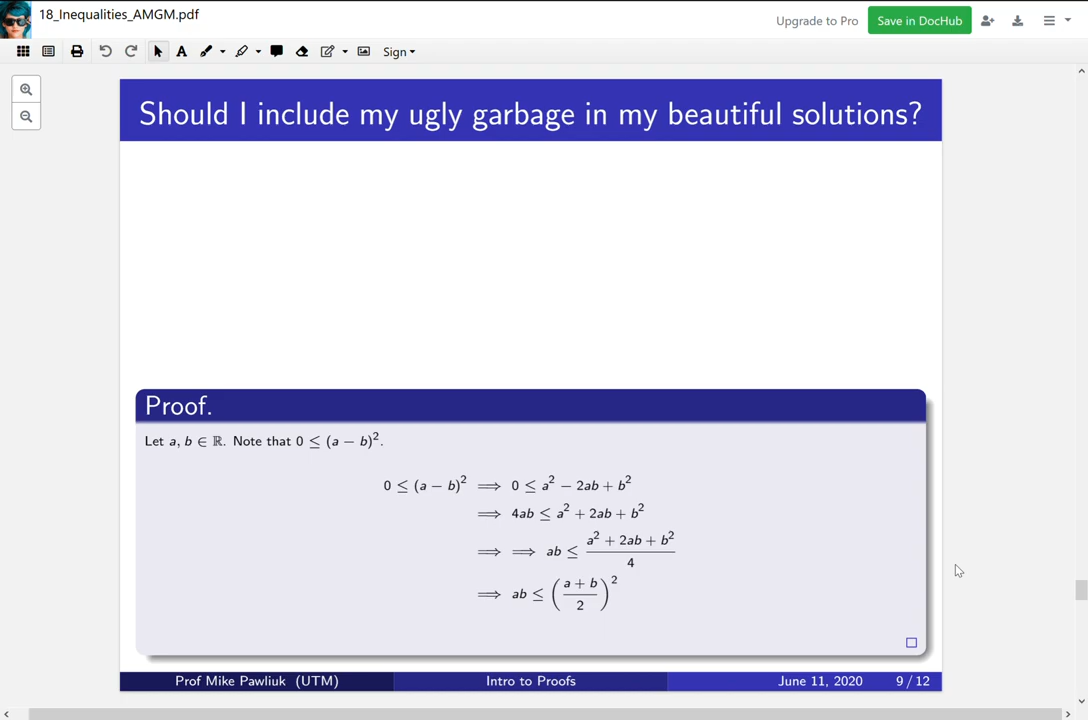 18_Inequalities_AMGM.pdf
Upgrade to Pro
Save in DocHub
A
Sign
Should I include my ugly garbage in my beautiful solutions?
Proof.
Let a, b ∈ ℝ. Note that 0 ≤ (a − b)².
0 ≤ (a − b)² ⟹ 0 ≤ a² − 2ab + b²
⟹ 4ab ≤ a² + 2ab + b²
⟹ ⟹ ab ≤ (a² + 2ab + b²)/4
⟹ ab ≤ ((a + b)/2)²
□
Prof Mike Pawliuk (UTM)
Intro to Proofs
June 11, 2020
9 / 12